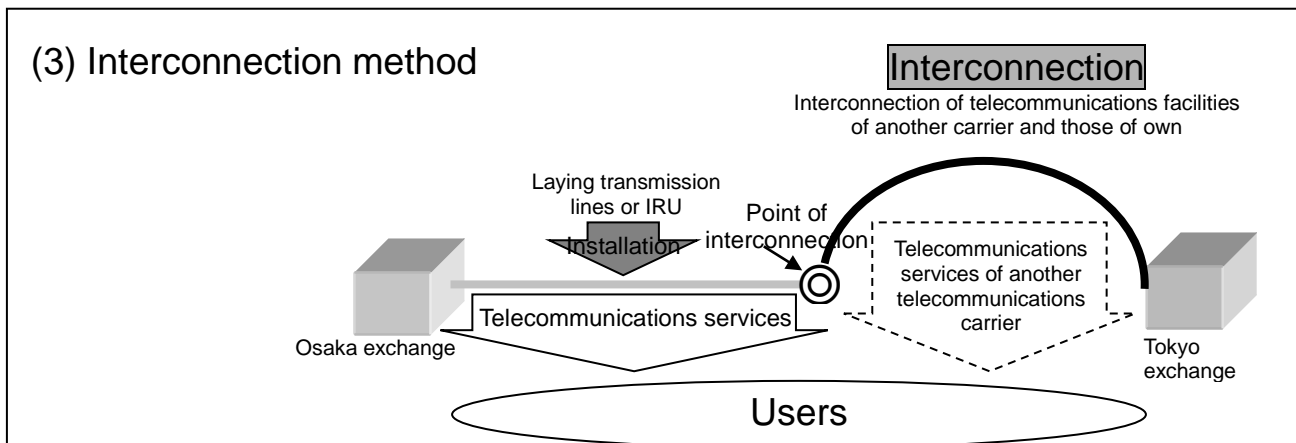 (3) Interconnection method
Interconnection
Interconnection of telecommunications facilities
of another carrier and those of own
Laying transmission
lines or IRU
Installation
Point of
interconnection
Telecommunications
services of another
telecommunications
carrier
Telecommunications services
Osaka exchange
Tokyo
exchange
Users